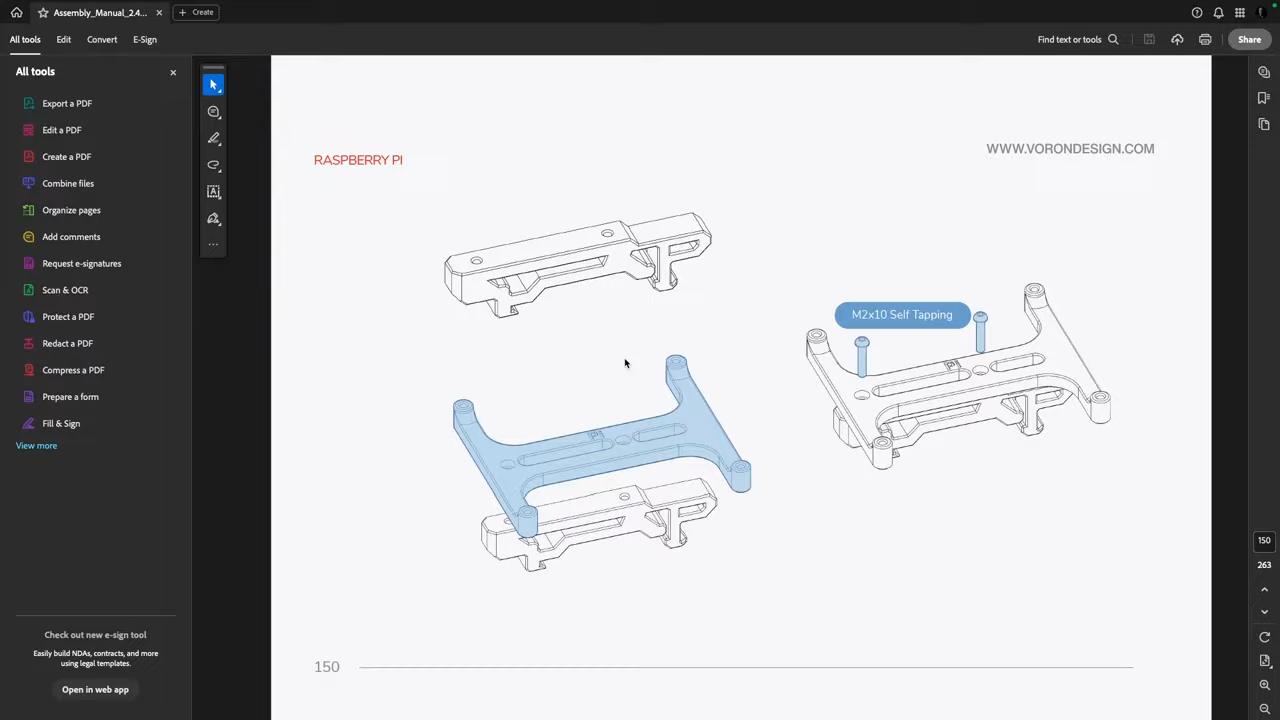 Assembly_Manual_2.4...
Create
All tools
Edit
Convert
E-Sign
Find text or tools
Share
All tools
Export a PDF
Edit a PDF
Create a PDF
Combine files
Organize pages
Add comments
Request e-signatures
Scan & OCR
Protect a PDF
Redact a PDF
Compress a PDF
Prepare a form
Fill & Sign
View more
Check out new e-sign tool
Easily build NDAs, contracts, and more
using legal templates.
Open in web app
RASPBERRY PI
WWW.VORONDESIGN.COM
M2x10 Self Tapping
150
150
263